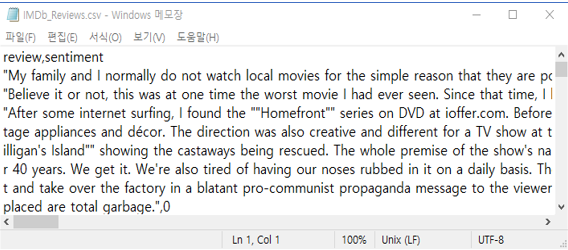 IMDb_Reviews.csv - Windows 메모장
파일(F) 편집(E) 서식(O) 보기(V) 도움말(H)
review,sentiment
"My family and I normally do not watch local movies for the simple reason that they are po
"Believe it or not, this was at one time the worst movie I had ever seen. Since that time, I
"After some internet surfing, I found the ""Homefront"" series on DVD at ioffer.com. Before
tage appliances and décor. The direction was also creative and different for a TV show at t
illigan's Island"" showing the castaways being rescued. The whole premise of the show's na
r 40 years. We get it. We're also tired of having our noses rubbed in it on a daily basis. Th
t and take over the factory in a blatant pro-communist propaganda message to the viewer
placed are total garbage.",0
Ln 1, Col 1 100% Unix (LF) UTF-8